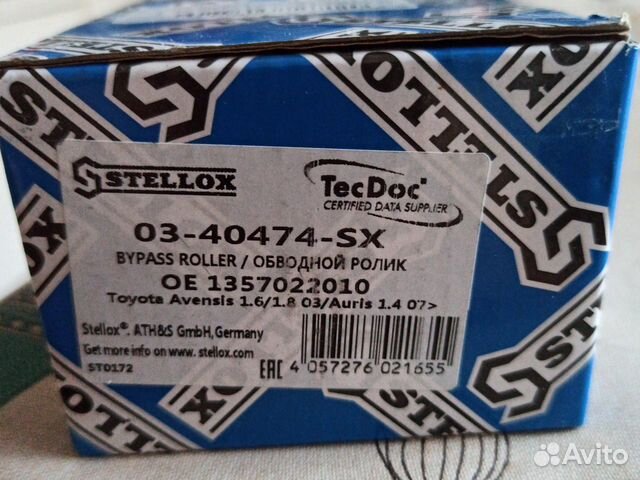 STELLOX
STELLOX
TecDoc
CERTIFIED DATA SUPPLIER
03-40474-SX
BYPASS ROLLER / ОБВОДНОЙ РОЛИК
OE 1357022010
Toyota Avensis 1.6/1.8 03/Auris 1.4 07>
Stellox®. ATH&S GmbH, Germany
Get more info on www. stellox.com
ST0172
EAC 4 057276 021655
Avito